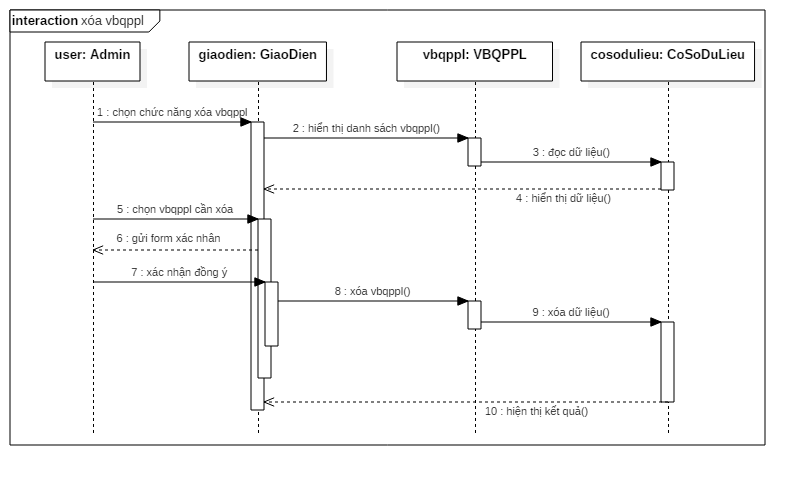 interaction xóa vbqppl
user: Admin
giaodien: GiaoDien
vbqppl: VBQPPL
cosodulieu: CoSoDuLieu
1 : chọn chức năng xóa vbqppl
2 : hiển thị danh sách vbqppl()
3 : đọc dữ liệu()
4 : hiển thị dữ liệu()
5 : chọn vbqppl cần xóa
6 : gửi form xác nhân
7 : xác nhận đồng ý
8 : xóa vbqppl()
9 : xóa dữ liệu()
10 : hiện thị kết quả()